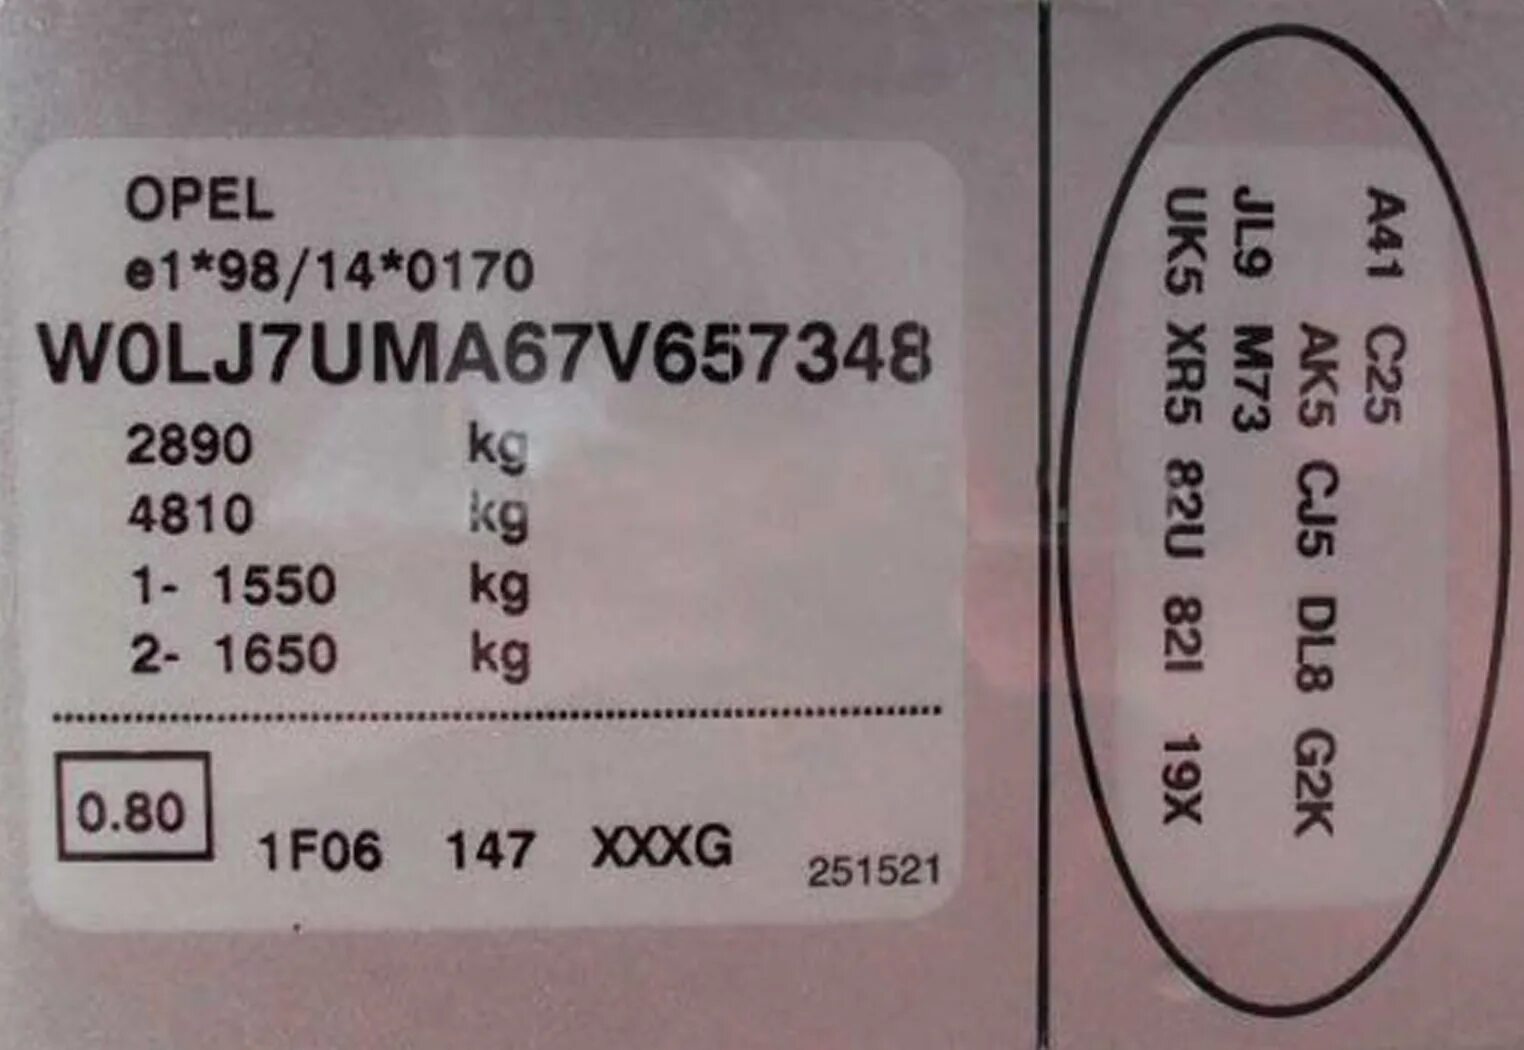 OPEL
e1*98/14*0170
W0LJ7UMA67V657348
2890 kg
4810 kg
1- 1550 kg
2- 1650 kg
0.80 1F06 147 XXXG 251521
A41 C25
AK5 CJ5 DL8 G2K
JL9 M73
UK5 XR5 82U 82I 19X